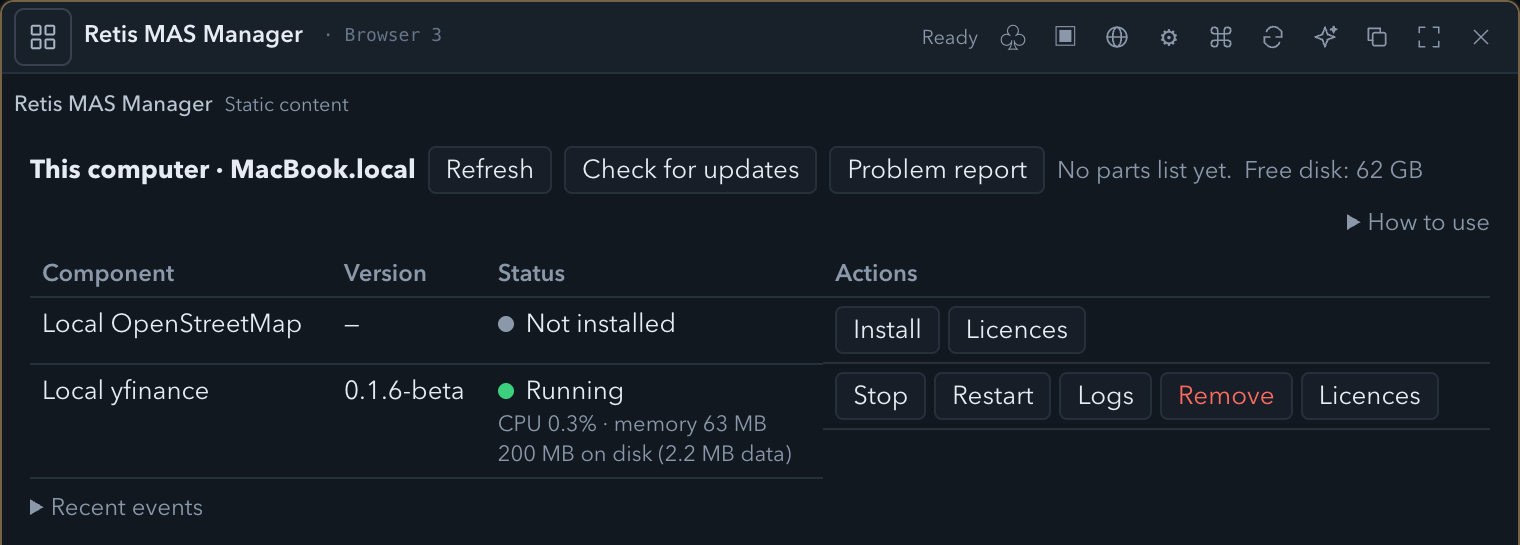 Retis MAS Manager · Browser 3 Ready
Retis MAS Manager Static content
This computer · MacBook.local Refresh Check for updates Problem report No parts list yet. Free disk: 62 GB
▶ How to use
Component Version Status Actions
Local OpenStreetMap — Not installed Install Licences
Local yfinance 0.1.6-beta Running Stop Restart Logs Remove Licences
CPU 0.3% · memory 63 MB
200 MB on disk (2.2 MB data)
▶ Recent events